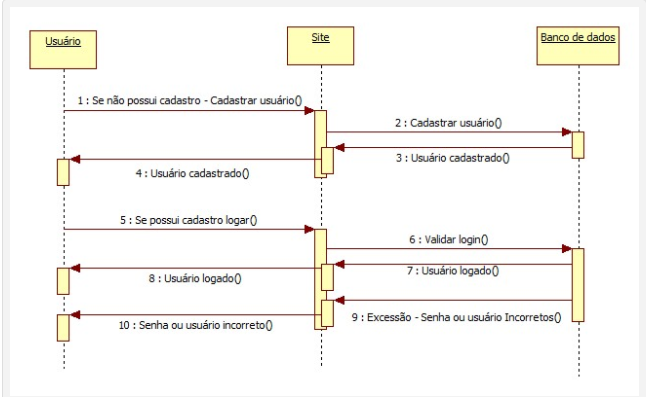 Usuário
Site
Banco de dados
1 : Se não possui cadastro - Cadastrar usuário()
2 : Cadastrar usuário()
3 : Usuário cadastrado()
4 : Usuário cadastrado()
5 : Se possui cadastro logar()
6 : Validar login()
7 : Usuário logado()
8 : Usuário logado()
9 : Excessão - Senha ou usuário Incorretos()
10 : Senha ou usuário incorreto()